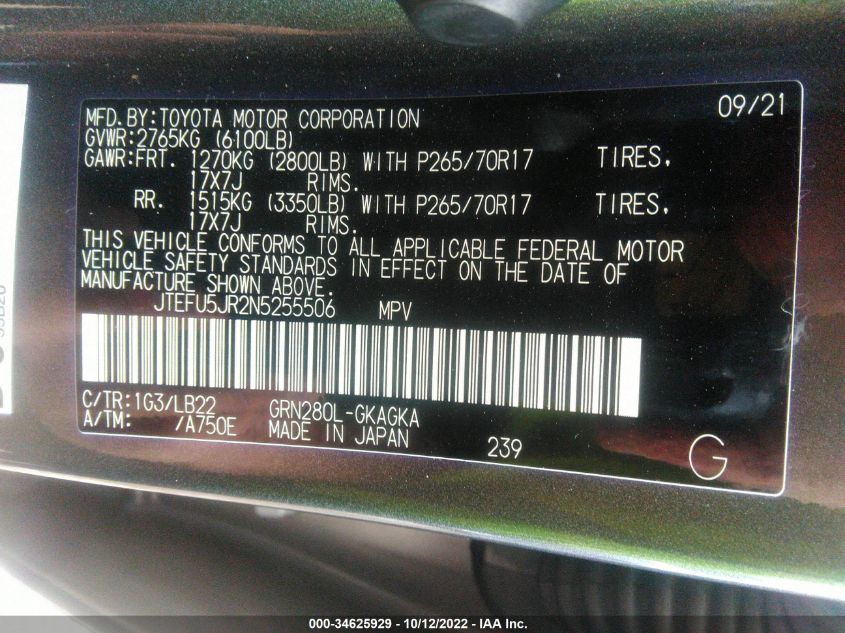 09/21
MFD.BY:TOYOTA MOTOR CORPORATION
GVWR:2765KG (6100LB)
GAWR:FRT. 1270KG (2800LB) WITH P265/70R17 TIRES,
17X7J RIMS.
RR. 1515KG (3350LB) WITH P265/70R17 TIRES,
17X7J RIMS.
THIS VEHICLE CONFORMS TO ALL APPLICABLE FEDERAL MOTOR
VEHICLE SAFETY STANDARDS IN EFFECT ON THE DATE OF
MANUFACTURE SHOWN ABOVE.
JTEFU5JR2N5255506 MPV
C/TR:1G3/LB22 GRN280L-GKAGKA
A/TM: /A750E MADE IN JAPAN 239 G
000-34625929 - 10/12/2022 - IAA Inc.